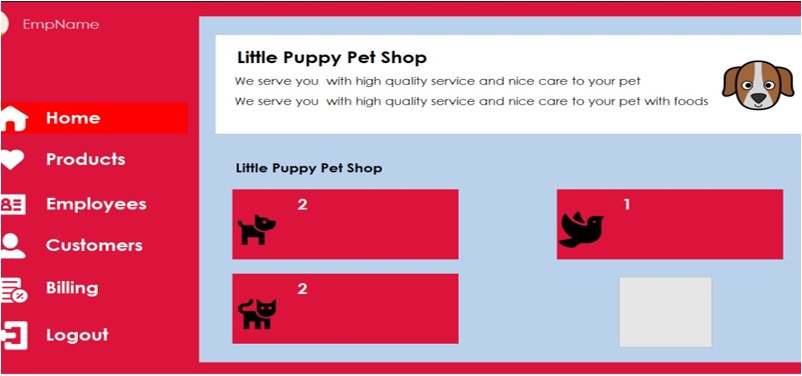 EmpName
Home
Products
Employees
Customers
Billing
Logout
Little Puppy Pet Shop
We serve you  with high quality service and nice care to your pet
We serve you  with high quality service and nice care to your pet with foods
Little Puppy Pet Shop
2
1
2